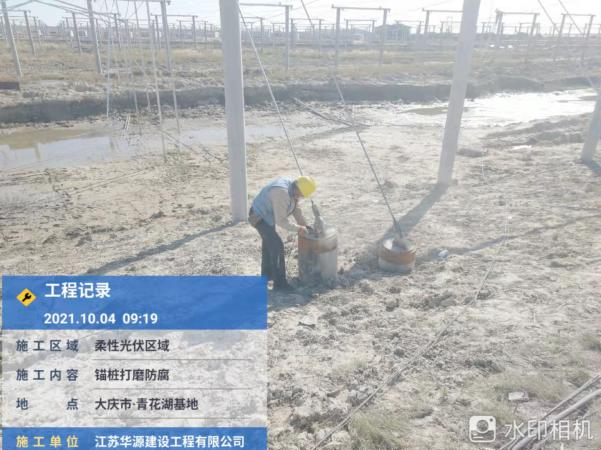 工程记录
2021.10.04 09:19
施工区域 柔性光伏区域
施工内容 锚桩打磨防腐
地点 大庆市·青花湖基地
施工单位 江苏华源建设工程有限公司
水印相机